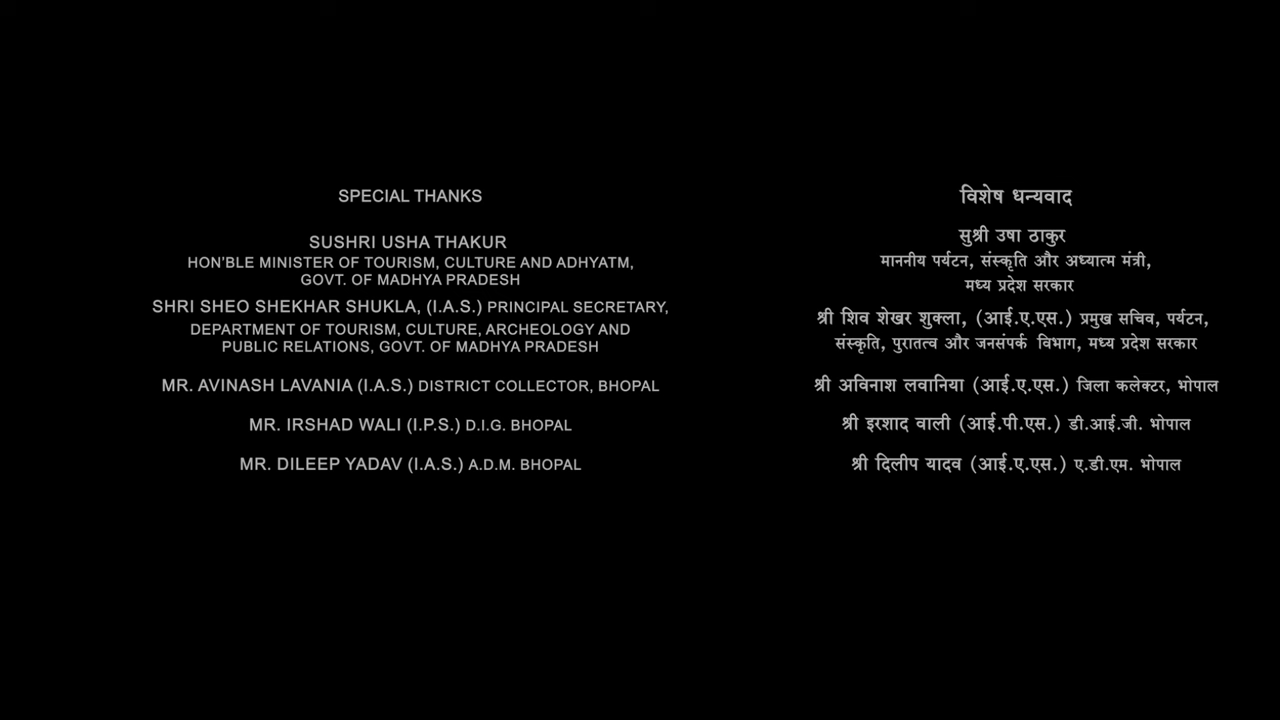 SPECIAL THANKS
SUSHRI USHA THAKUR
HON'BLE MINISTER OF TOURISM, CULTURE AND ADHYATM,
GOVT. OF MADHYA PRADESH
SHRI SHEO SHEKHAR SHUKLA, (I.A.S.) PRINCIPAL SECRETARY,
DEPARTMENT OF TOURISM, CULTURE, ARCHEOLOGY AND
PUBLIC RELATIONS, GOVT. OF MADHYA PRADESH
MR. AVINASH LAVANIA (I.A.S.) DISTRICT COLLECTOR, BHOPAL
MR. IRSHAD WALI (I.P.S.) D.I.G. BHOPAL
MR. DILEEP YADAV (I.A.S.) A.D.M. BHOPAL
विशेष धन्यवाद
सुश्री उषा ठाकुर
माननीय पर्यटन, संस्कृति और अध्यात्म मंत्री,
मध्य प्रदेश सरकार
श्री शिव शेखर शुक्ला, (आई.ए.एस.) प्रमुख सचिव, पर्यटन,
संस्कृति, पुरातत्व और जनसंपर्क विभाग, मध्य प्रदेश सरकार
श्री अविनाश लवानिया (आई.ए.एस.) जिला कलेक्टर, भोपाल
श्री इरशाद वाली (आई.पी.एस.) डी.आई.जी. भोपाल
श्री दिलीप यादव (आई.ए.एस.) ए.डी.एम. भोपाल